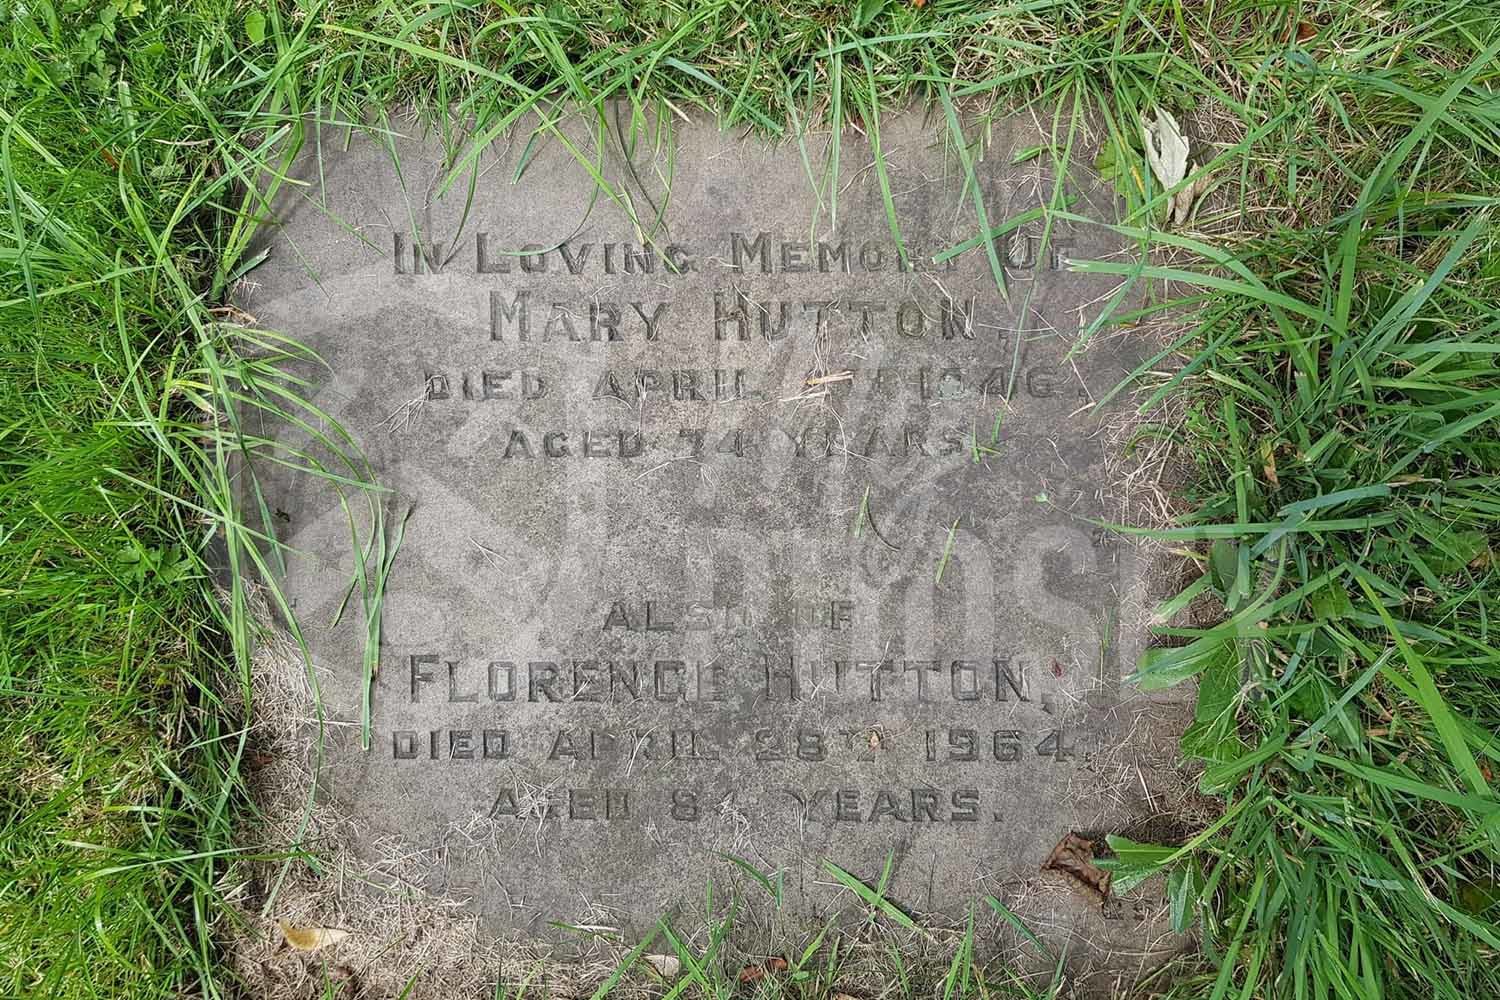 IN LOVING MEMORY OF
MARY HUTTON.
DIED APRIL 1946.
AGED 74 YEARS.
ALSO OF
FLORENCE HUTTON,
DIED APRIL 28TH 1964.
AGED YEARS.